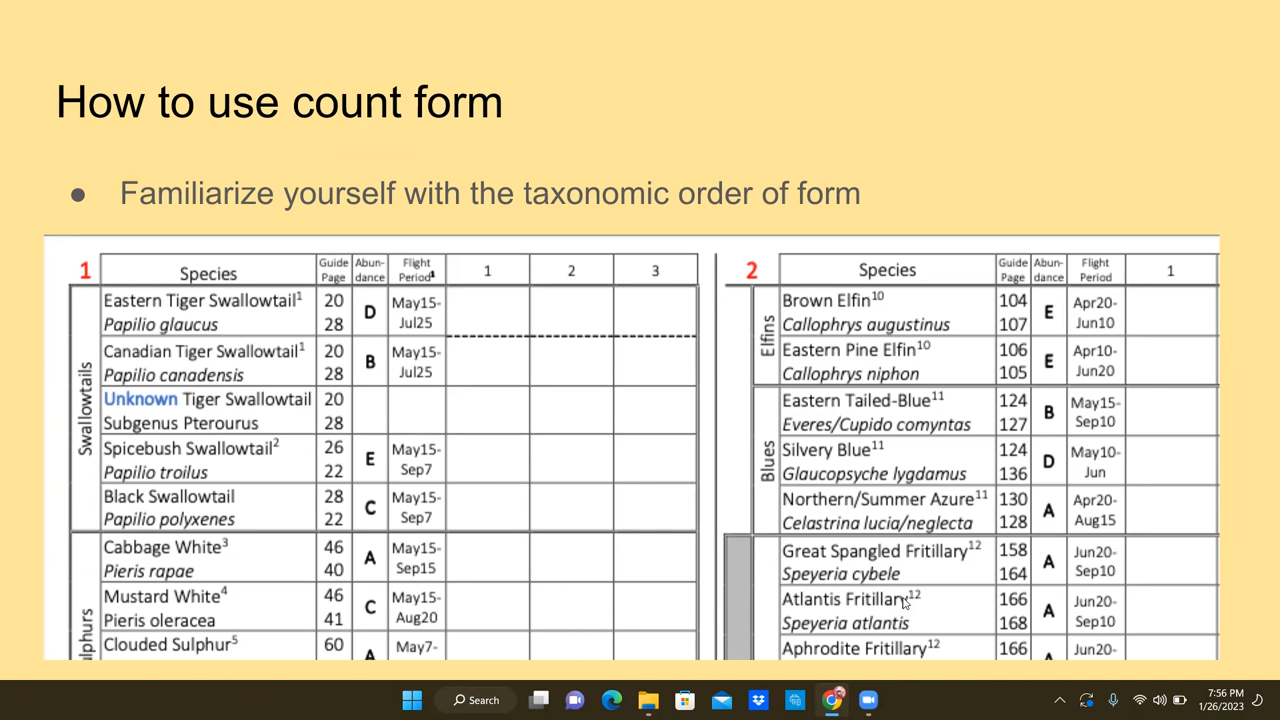 How to use count form
● Familiarize yourself with the taxonomic order of form
1 Species Guide Page Abun-dance Flight Period¹ 1 2 3
Swallowtails
Eastern Tiger Swallowtail¹ 20 D May15-
Papilio glaucus 28 Jul25
Canadian Tiger Swallowtail¹ 20 B May15-
Papilio canadensis 28 Jul25
Unknown Tiger Swallowtail 20
Subgenus Pterourus 28
Spicebush Swallowtail² 26 E May15-
Papilio troilus 22 Sep7
Black Swallowtail 28 C May15-
Papilio polyxenes 22 Sep7
lphurs
Cabbage White³ 46 A May15-
Pieris rapae 40 Sep15
Mustard White⁴ 46 C May15-
Pieris oleracea 41 Aug20
Clouded Sulphur⁵ 60 A May7-
2 Species Guide Page Abun-dance Flight Period 1
Elfins
Brown Elfin¹⁰ 104 E Apr20-
Callophrys augustinus 107 Jun10
Eastern Pine Elfin¹⁰ 106 E Apr10-
Callophrys niphon 105 Jun20
Blues
Eastern Tailed-Blue¹¹ 124 B May15-
Everes/Cupido comyntas 127 Sep10
Silvery Blue¹¹ 124 D May10-
Glaucopsyche lygdamus 136 Jun
Northern/Summer Azure¹¹ 130 A Apr20-
Celastrina lucia/neglecta 128 Aug15
Great Spangled Fritillary¹² 158 A Jun20-
Speyeria cybele 164 Sep10
Atlantis Fritillary¹² 166 A Jun20-
Speyeria atlantis 168 Sep10
Aphrodite Fritillary¹² 166 A Jun20-
Search
7:56 PM
1/26/2023